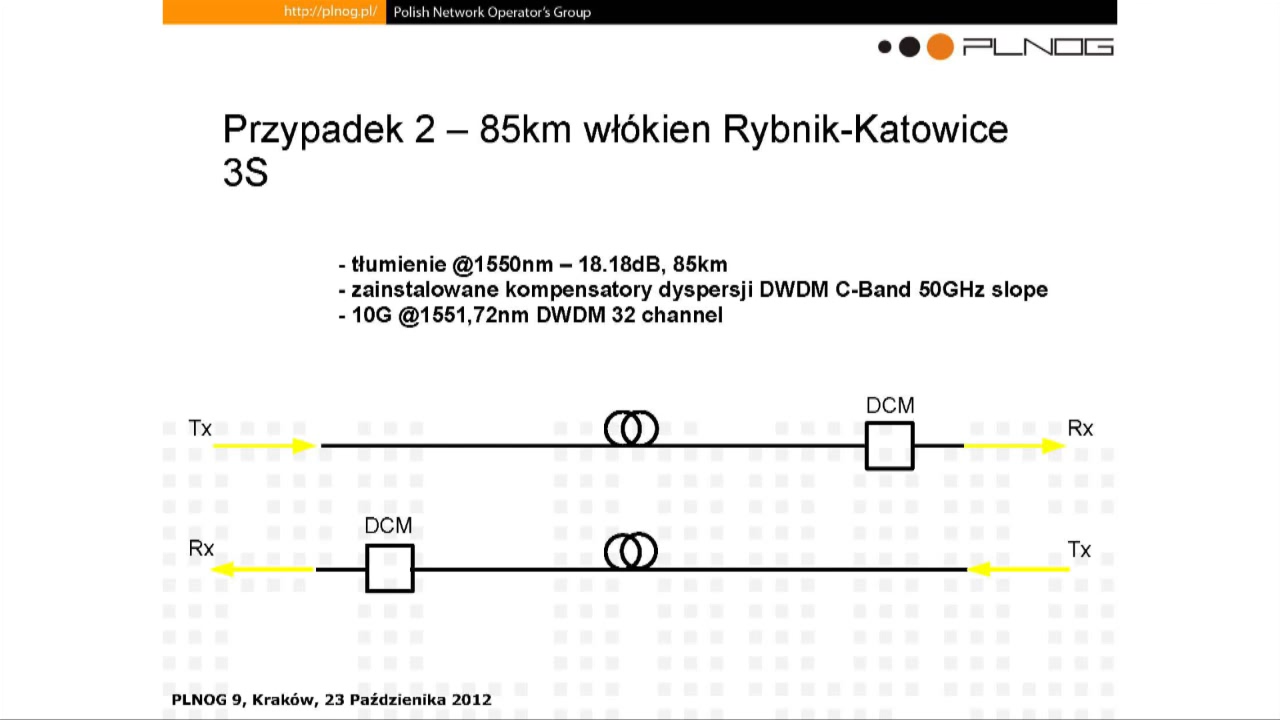 http://plnog.pl/ Polish Network Operator's Group
PLNOG
Przypadek 2 – 85km włókien Rybnik-Katowice
3S
- tłumienie @1550nm – 18.18dB, 85km
- zainstalowane kompensatory dyspersji DWDM C-Band 50GHz slope
- 10G @1551,72nm DWDM 32 channel
DCM
Tx
Rx
DCM
Rx
Tx
PLNOG 9, Kraków, 23 Paździenika 2012